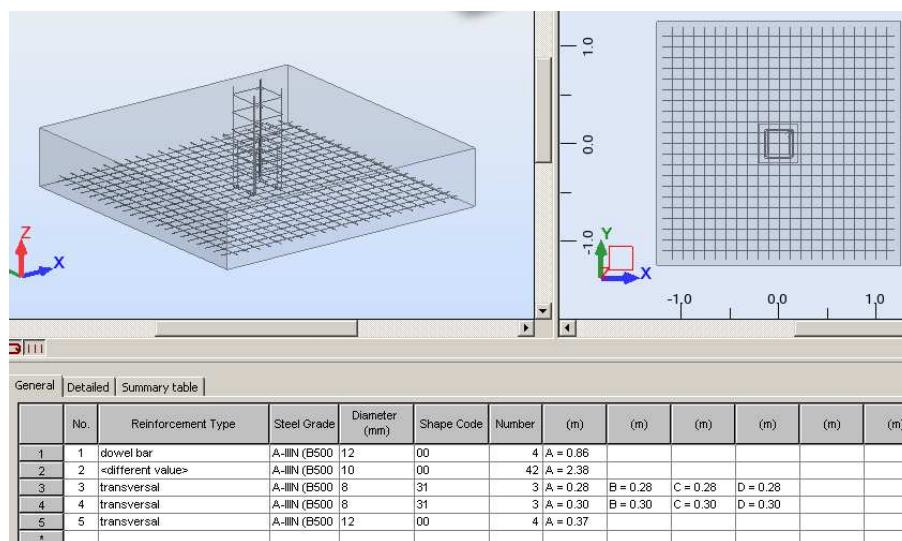 1.0
0.0
-1.0
Z
X
Y
Z
X
-1,0 0,0 1,0
General Detailed Summary table
No. Reinforcement Type Steel Grade Diameter (mm) Shape Code Number (m) (m) (m) (m) (m) (m
1 1 dowel bar A-IIIN (B500 12 00 4 A = 0.86
2 2 <different value> A-IIIN (B500 10 00 42 A = 2.38
3 3 transversal A-IIIN (B500 8 31 3 A = 0.28 B = 0.28 C = 0.28 D = 0.28
4 4 transversal A-IIIN (B500 8 31 3 A = 0.30 B = 0.30 C = 0.30 D = 0.30
5 5 transversal A-IIIN (B500 12 00 4 A = 0.37
*